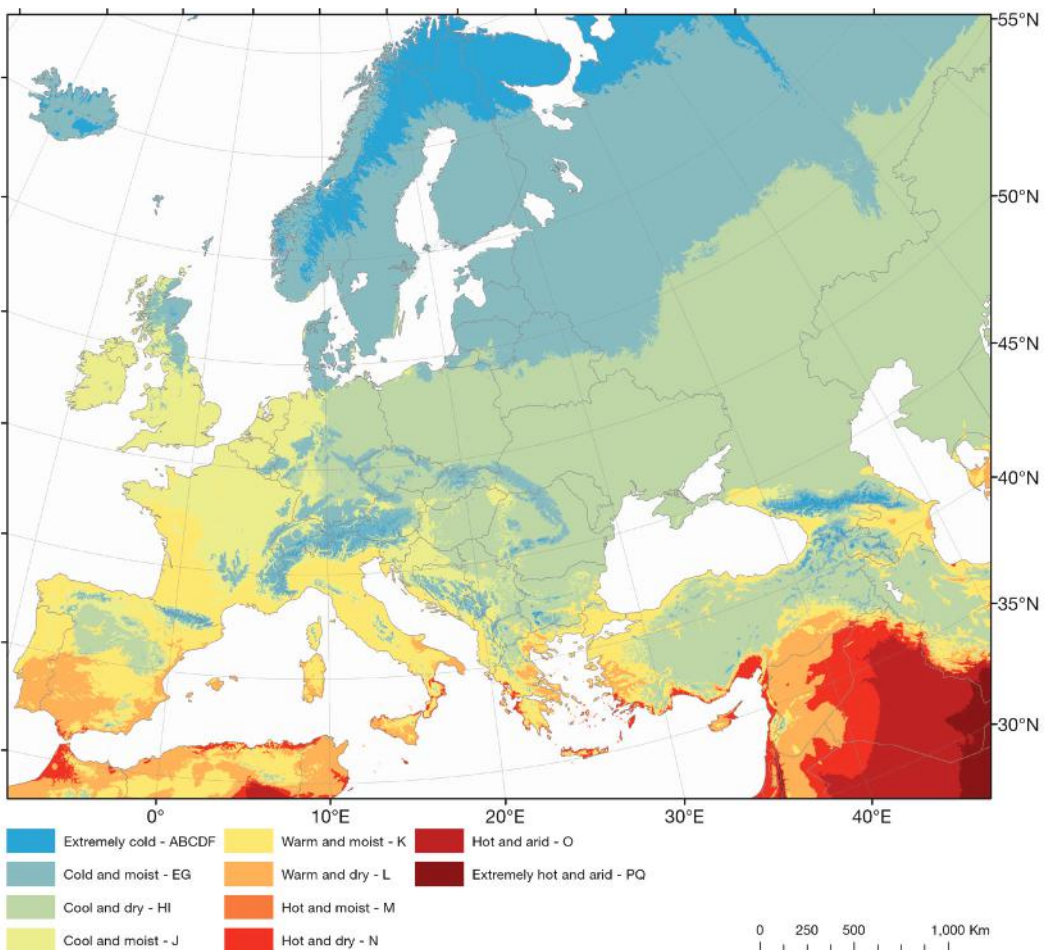 55°N
50°N
45°N
40°N
35°N
30°N
0°
10°E
20°E
30°E
40°E
Extremely cold - ABCDF
Cold and moist - EG
Cool and dry - HI
Cool and moist - J
Warm and moist - K
Warm and dry - L
Hot and moist - M
Hot and dry - N
Hot and arid - O
Extremely hot and arid - PQ
0 250 500 1,000 Km